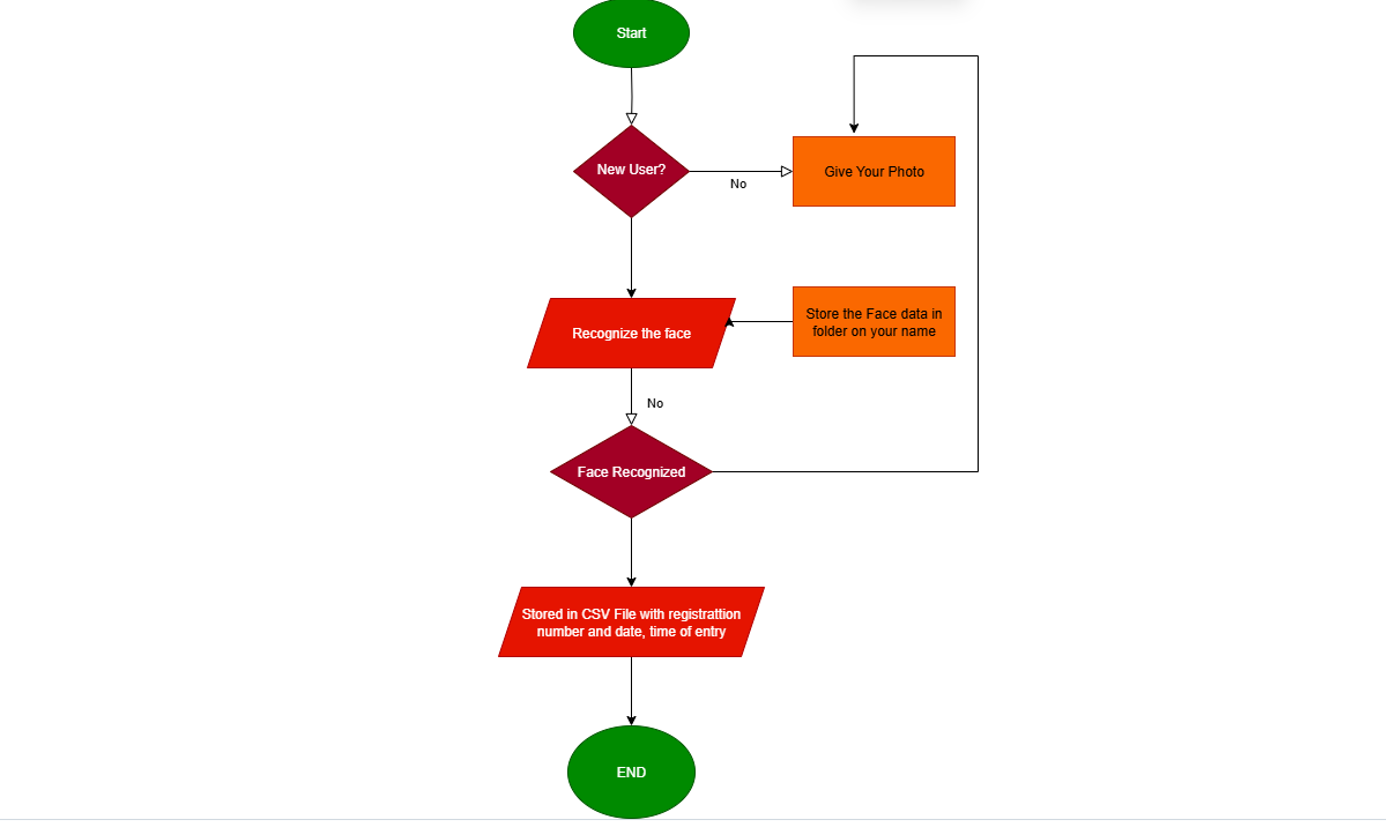 Start
New User?
No
Give Your Photo
Recognize the face
Store the Face data in
folder on your name
No
Face Recognized
Stored in CSV File with registrattion
number and date, time of entry
END